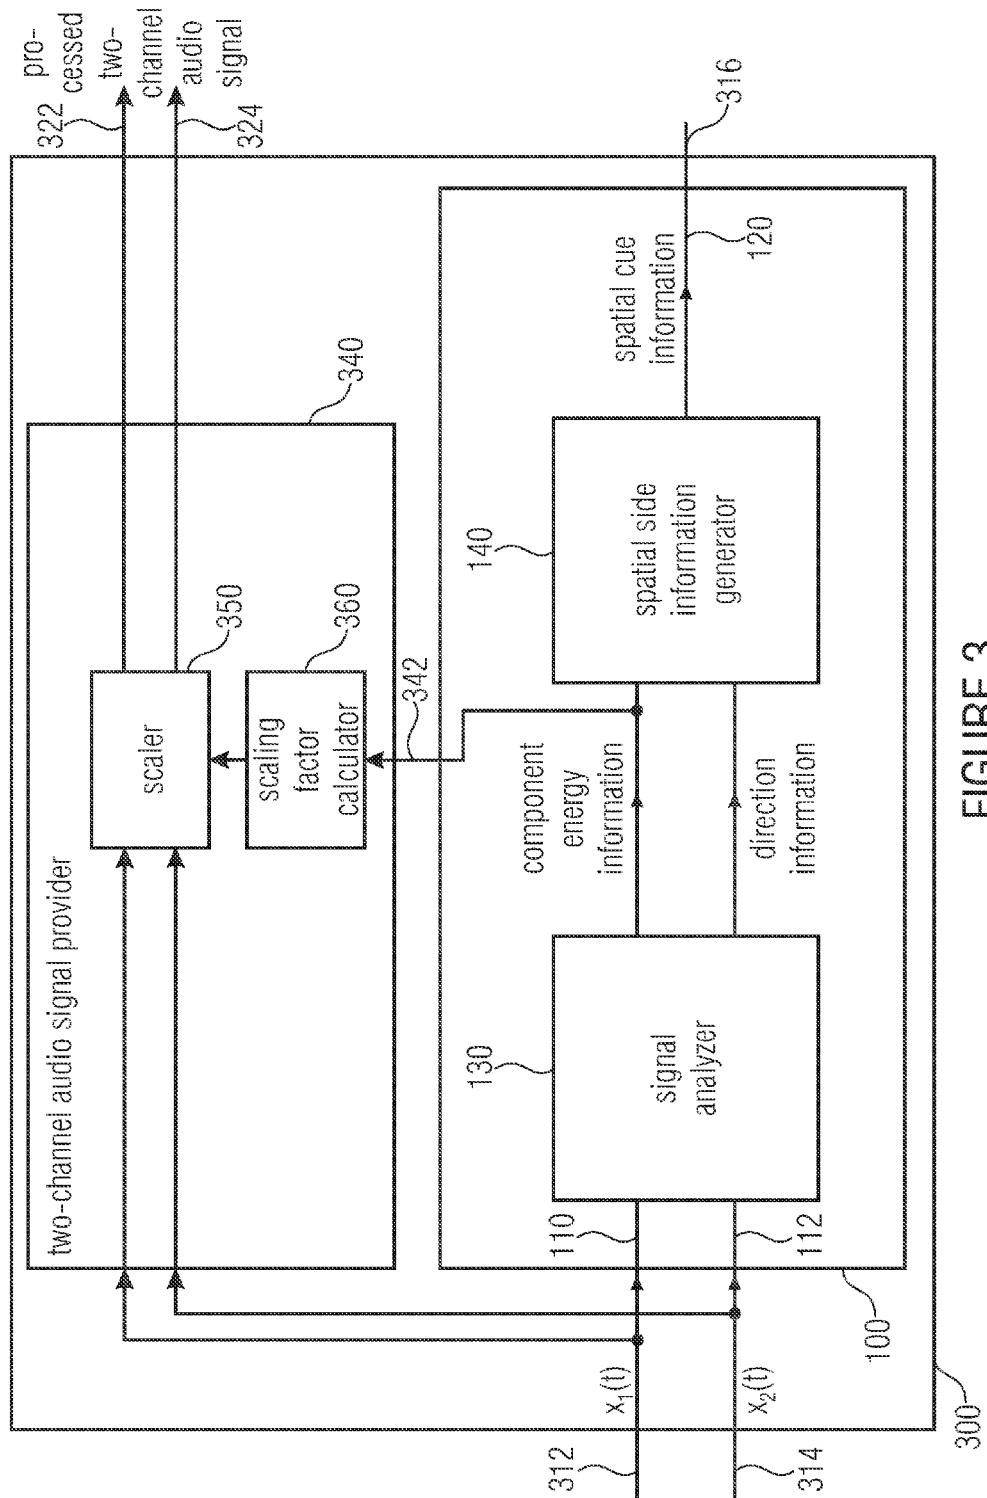 pro-
cessed
two-
channel
audio
signal
322
324
316
two-channel audio signal provider
340
scaler
350
scaling
factor
calculator
360
342
312
x1(t)
110
314
x2(t)
112
130
signal
analyzer
component
energy
information
direction
information
140
spatial side
information
generator
spatial cue
information
120
100
300
FIGURE 3